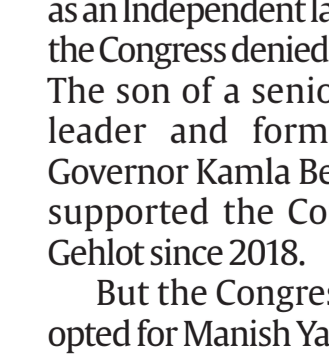 as an Independent la
the Congress denied
The son of a senio
leader and form
Governor Kamla Be
supported the Co
Gehlot since 2018.
But the Congres
opted for Manish Ya